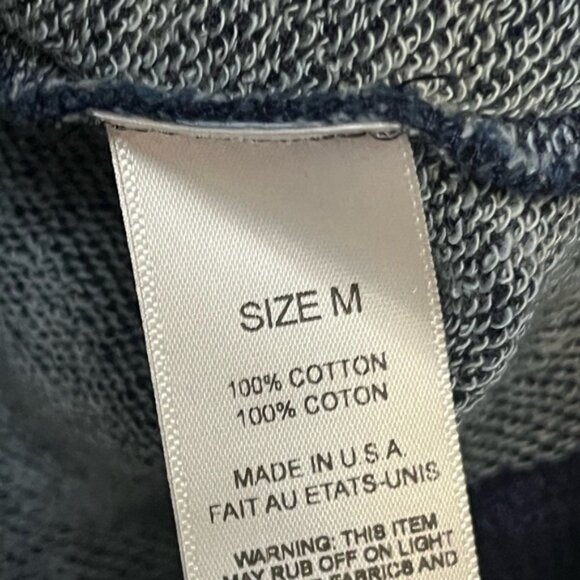 SIZE M
100% COTTON
100% COTON
MADE IN U S A
FAIT AU ETATS-UNIS
WARNING: THIS ITEM
MAY RUB OFF ON LIGHT
FABRICS AND